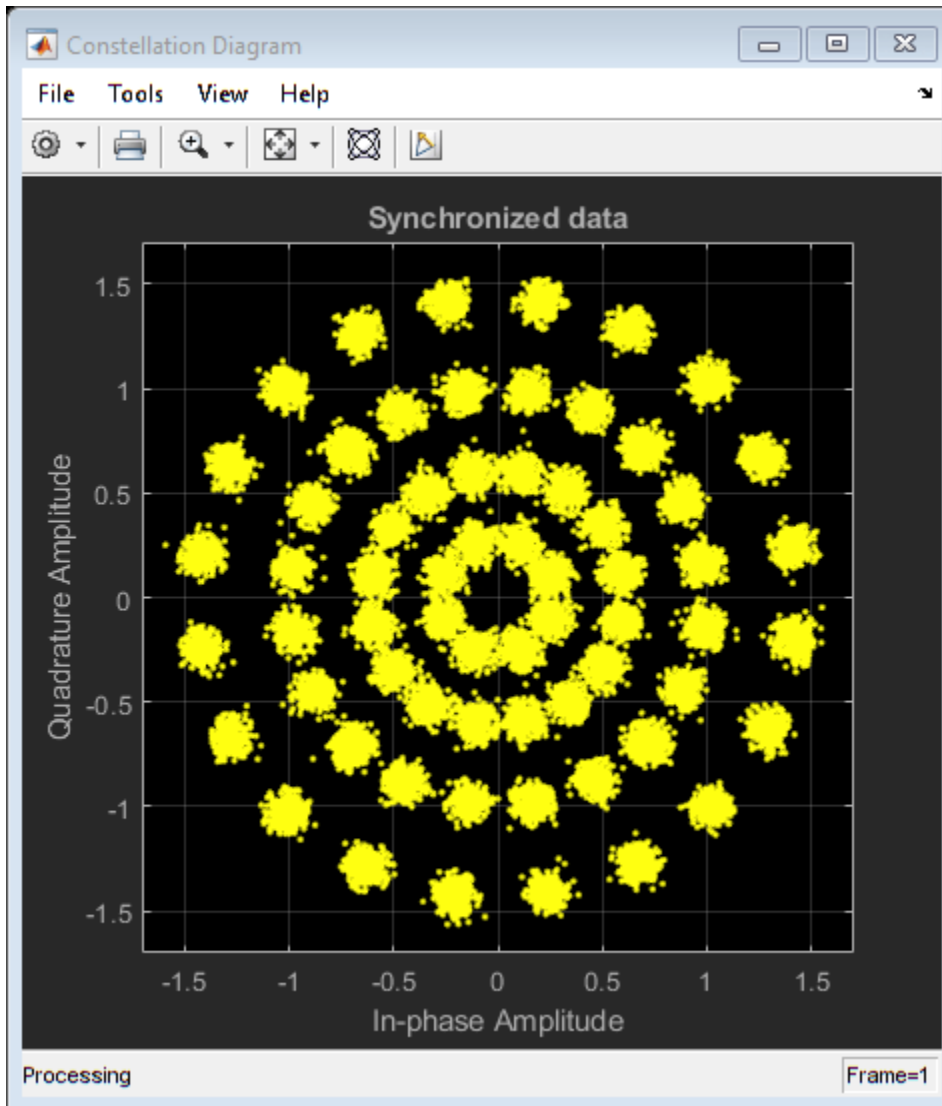 Constellation Diagram
File Tools View Help
Synchronized data
1.5
1
0.5
0
-0.5
-1
-1.5
Quadrature Amplitude
-1.5 -1 -0.5 0 0.5 1 1.5
In-phase Amplitude
Processing Frame=1